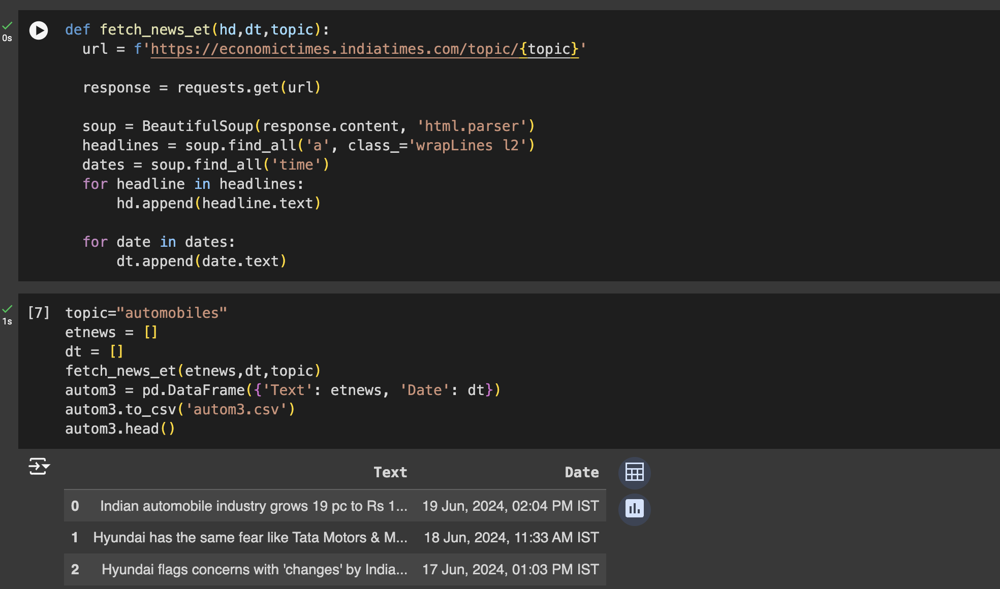 0s
def fetch_news_et(hd,dt,topic):
  url = f'https://economictimes.indiatimes.com/topic/{topic}'

  response = requests.get(url)

  soup = BeautifulSoup(response.content, 'html.parser')
  headlines = soup.find_all('a', class_='wrapLines l2')
  dates = soup.find_all('time')
  for headline in headlines:
      hd.append(headline.text)

  for date in dates:
      dt.append(date.text)
1s
[7] topic="automobiles"
etnews = []
dt = []
fetch_news_et(etnews,dt,topic)
autom3 = pd.DataFrame({'Text': etnews, 'Date': dt})
autom3.to_csv('autom3.csv')
autom3.head()
Text Date
0 Indian automobile industry grows 19 pc to Rs 1... 19 Jun, 2024, 02:04 PM IST
1 Hyundai has the same fear like Tata Motors & M... 18 Jun, 2024, 11:33 AM IST
2 Hyundai flags concerns with 'changes' by India... 17 Jun, 2024, 01:03 PM IST